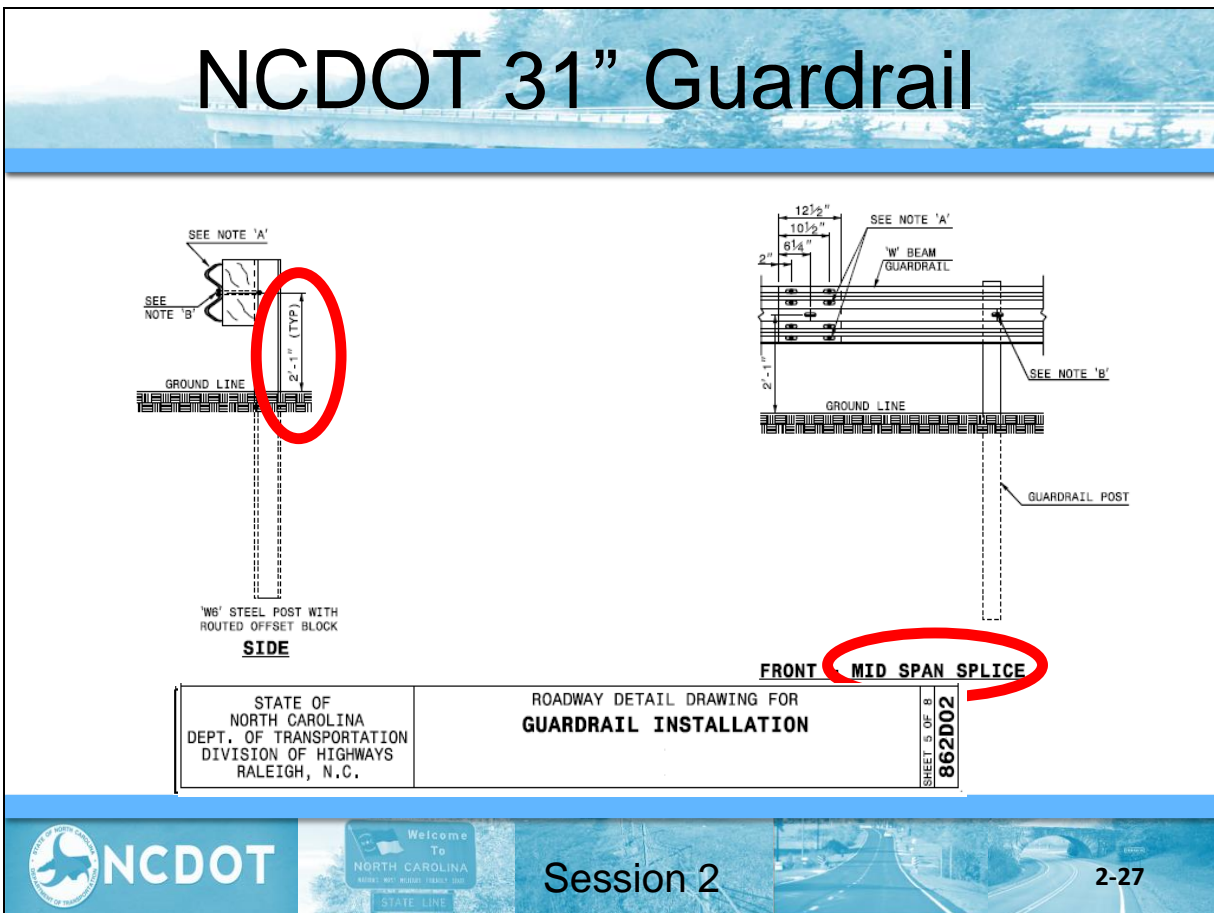 NCDOT 31” Guardrail
SEE NOTE 'A'
SEE
NOTE 'B'
2'-1" (TYP)
GROUND LINE
'W6' STEEL POST WITH
ROUTED OFFSET BLOCK
SIDE
12½"
10½"
6¼"
2"
SEE NOTE 'A'
'W' BEAM
GUARDRAIL
2'-1"
SEE NOTE 'B'
GROUND LINE
GUARDRAIL POST
FRONT - MID SPAN SPLICE
STATE OF
NORTH CAROLINA
DEPT. OF TRANSPORTATION
DIVISION OF HIGHWAYS
RALEIGH, N.C.
ROADWAY DETAIL DRAWING FOR
GUARDRAIL INSTALLATION
SHEET 5 OF 8
862D02
NCDOT
Welcome
To
NORTH CAROLINA
STATE LINE
Session 2
2-27